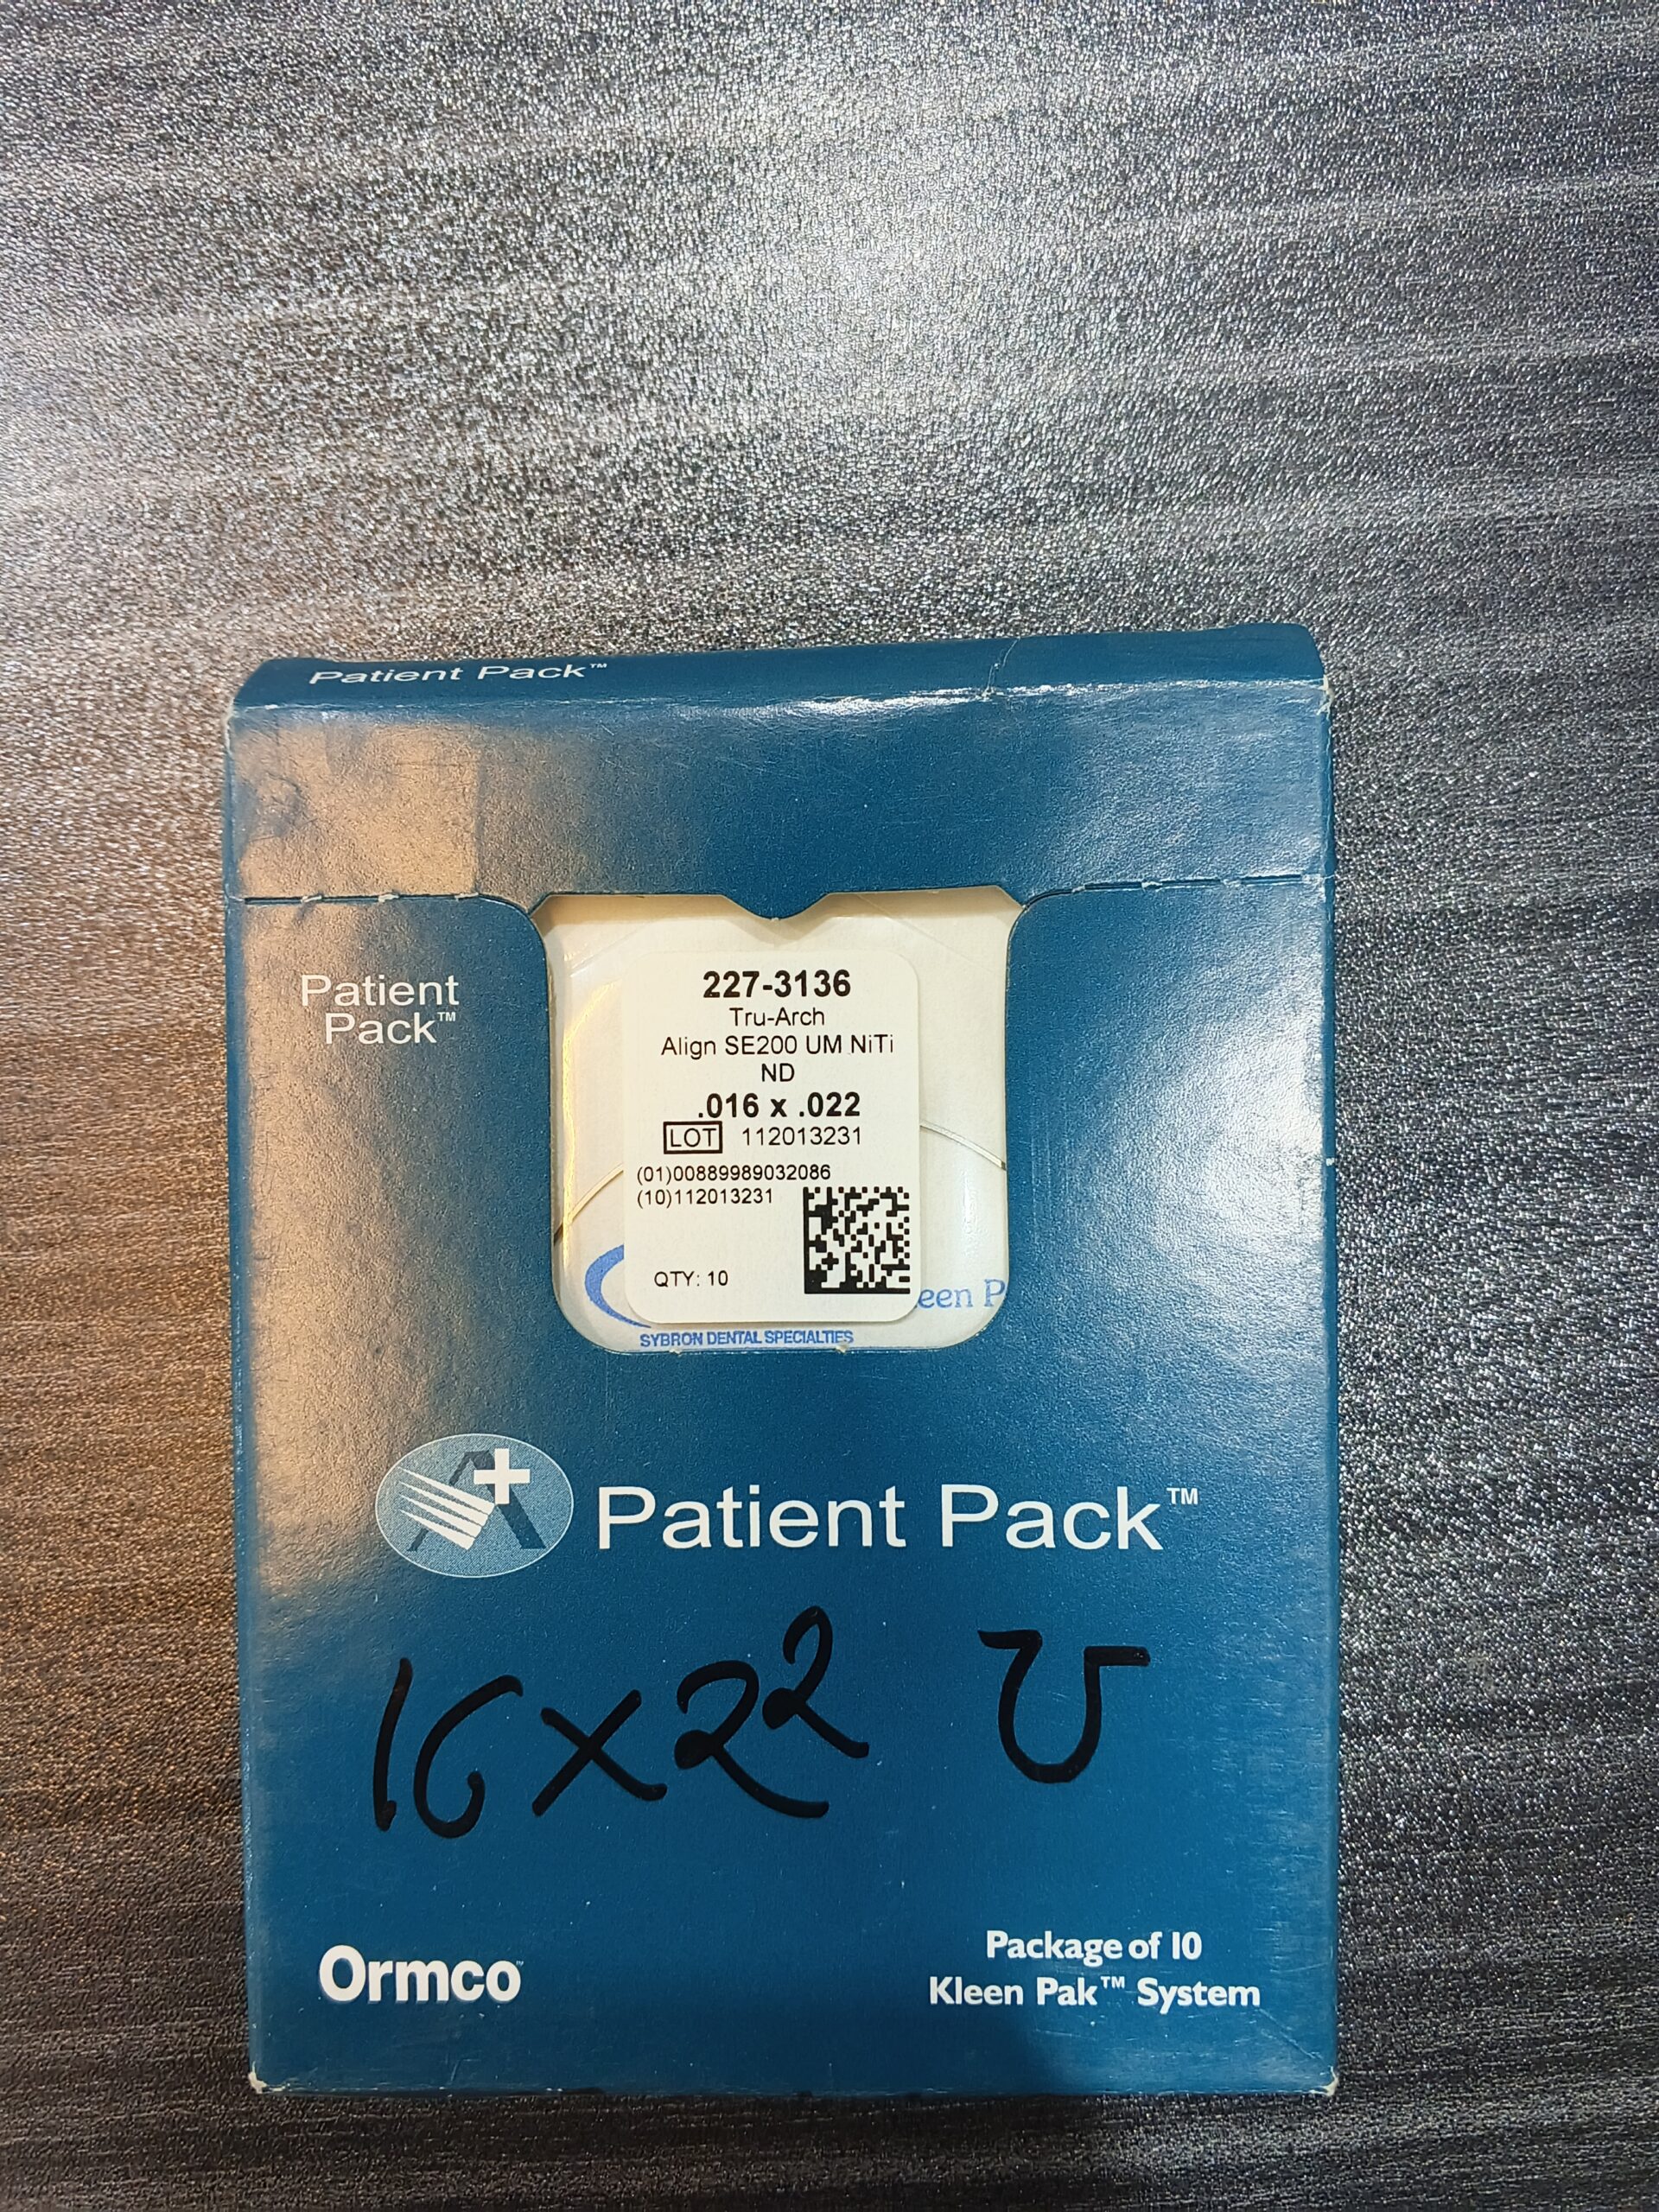 Patient Pack™
Patient
Pack™
227-3136
Tru-Arch
Align SE200 UM NiTi
ND
.016 x .022
LOT 112013231
(01)00889989032086
(10)112013231
QTY: 10
leen P
SYBRON DENTAL SPECIALTIES
A+ Patient Pack™
16x22 U
Ormco
Package of 10
Kleen Pak™ System